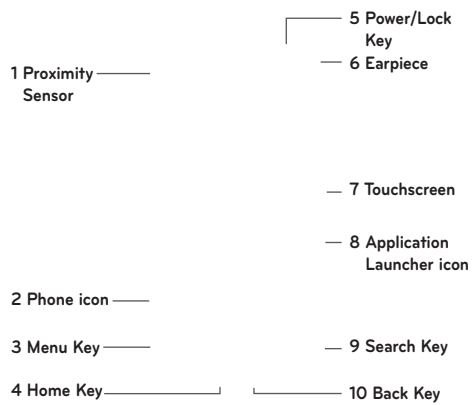 1 Proximity
Sensor
2 Phone icon
3 Menu Key
4 Home Key
5 Power/Lock
Key
6 Earpiece
7 Touchscreen
8 Application
Launcher icon
9 Search Key
10 Back Key